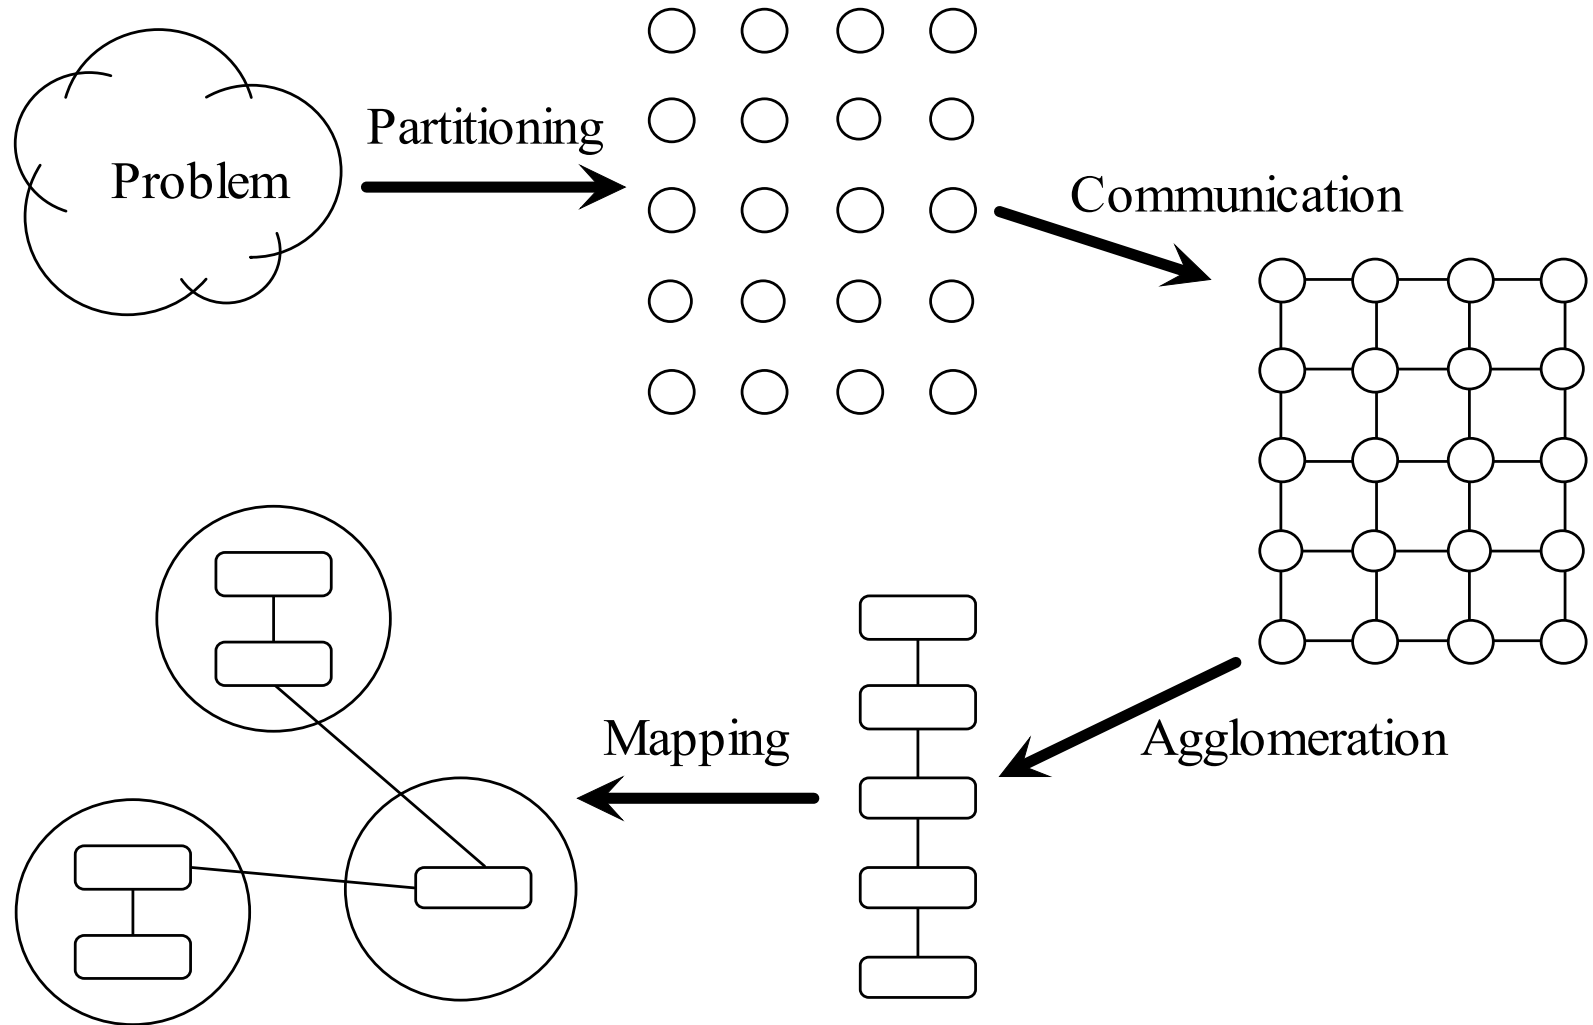 Partitioning
Problem
Communication
Mapping
Agglomeration